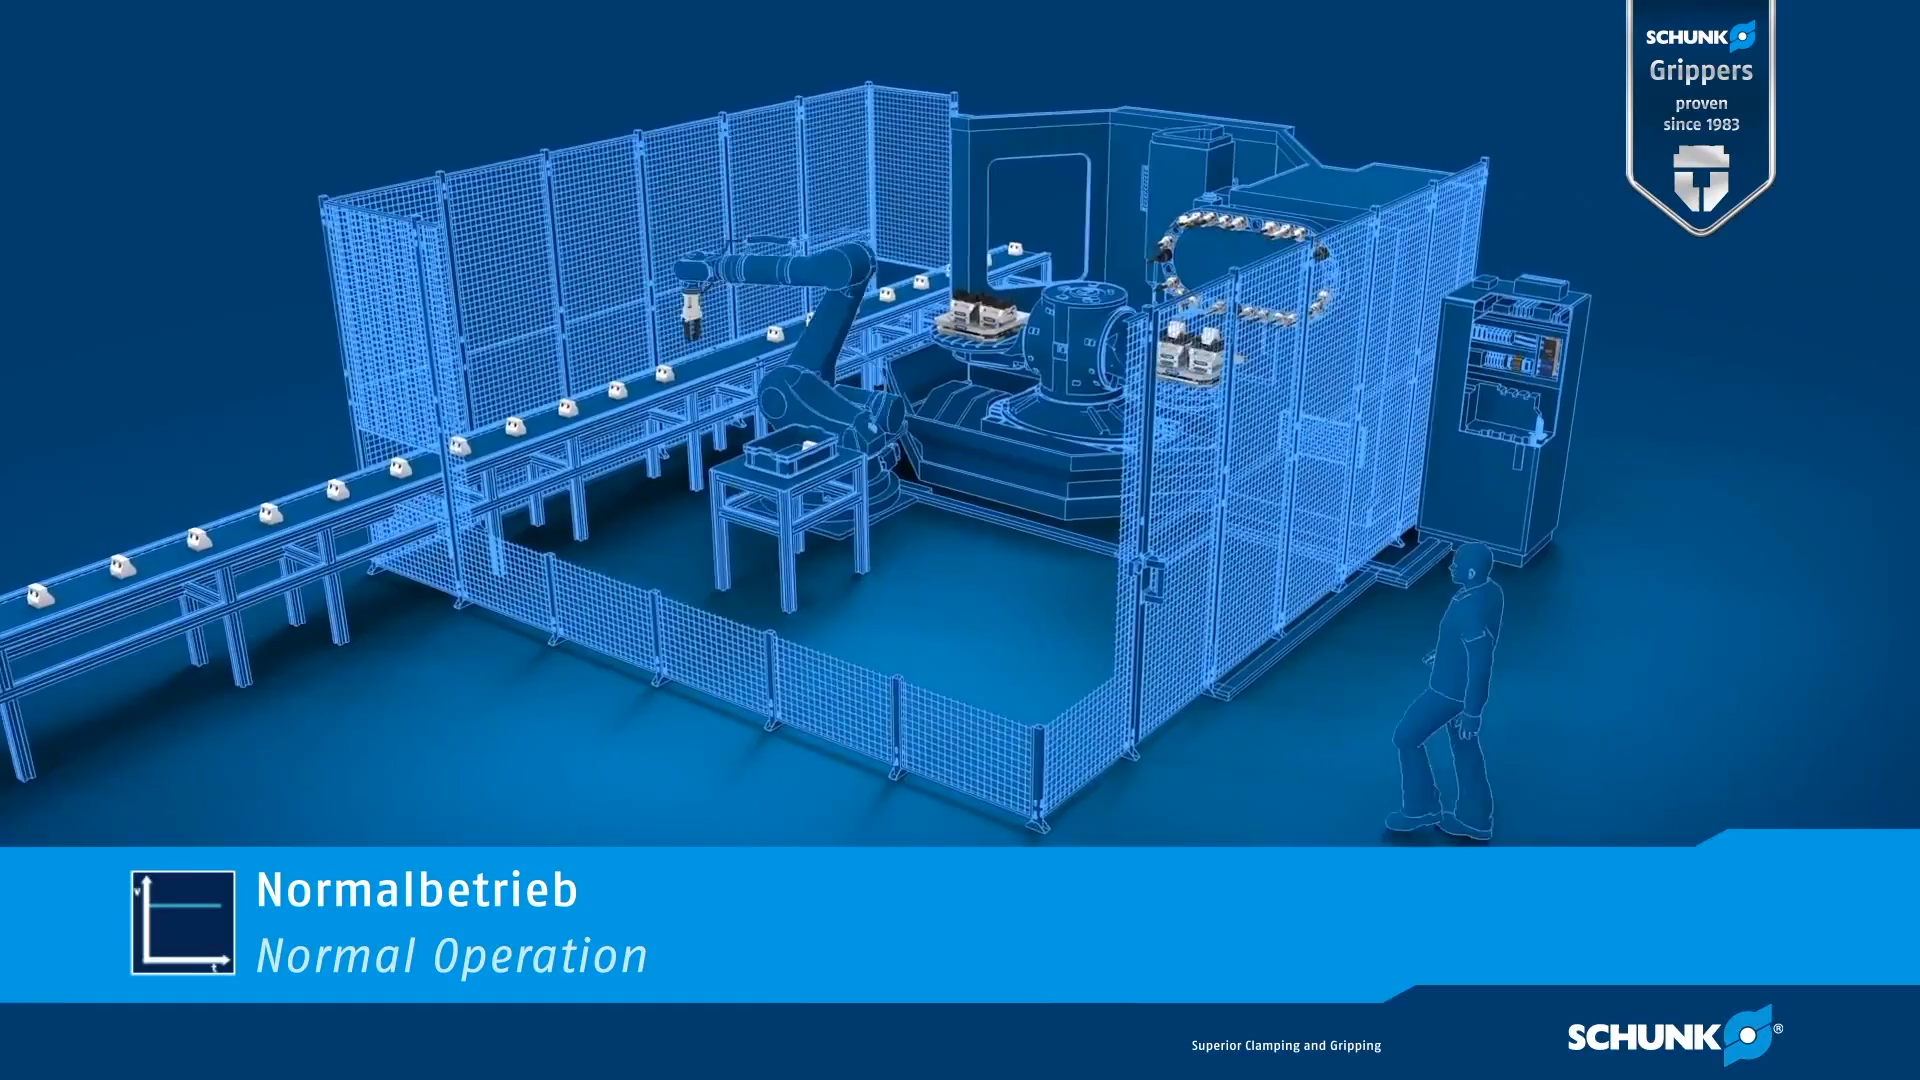 SCHUNK
Grippers
proven
since 1983
v
t
Normalbetrieb
Normal Operation
Superior Clamping and Gripping
SCHUNK®